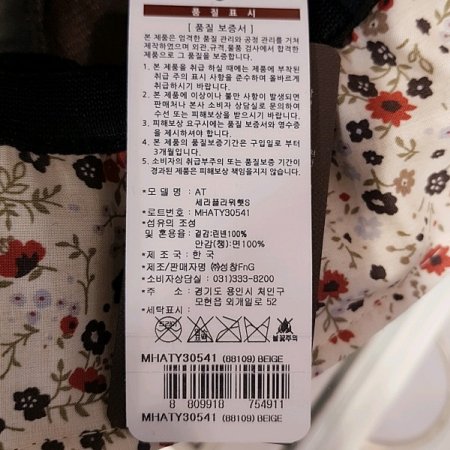 품 질 표 시
[ 품질 보증서 ]
본 제품은 엄격한 품질 관리와 공정 관리를 거쳐
제작하였으며 외관,규격,물품 검사에서 합격한
제품으로 그 품질을 보증합니다.
1. 본 제품을 취급 하실 때에는 제품에 부착된
취급 주의 표시 사항을 준수하며 올바르게
취급하시기 바랍니다.
2. 본 제품에 이상이나 불만 사항이 발생되면
판매처나 본사 소비자 상담실로 문의하여
수선 또는 피해보상을 받으시기 바랍니다.
3. 피해보상 요구시에는 품질 보증서와 영수증
을 제시하셔야 합니다.
4. 본 제품의 품질보증기간은 구입일로 부터
3개월입니다.
5. 소비자의 취급부주의 또는 품질보증 기간이
경과된 제품은 피해보상 책임을 지지 않습니다.
*모 델 명 : AT
세리플라워햇S
*로트번호 : MHATY30541
*섬유의 조성
및 혼용율 : 겉감:린넨100%
안감(챙):면100%
*제 조 국 : 한 국
*제조/판매자명 ㈜성창FnG
*소비자상담실 : 031)333-8200
*주 소 : 경기도 용인시 처인구
모현읍 외개일로 52
*세탁표시 :
불꽃주의
MHATY30541 (88109) BEIGE
8 809918 754911
MHATY30541 (88109) BEIGE